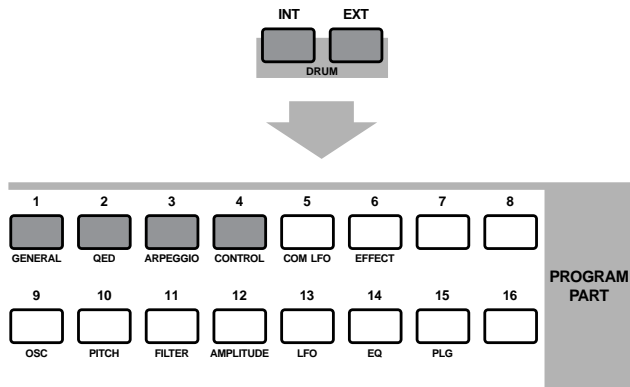 INT EXT
DRUM
1 2 3 4 5 6 7 8
GENERAL QED ARPEGGIO CONTROL COM LFO EFFECT
PROGRAM
PART
9 10 11 12 13 14 15 16
OSC PITCH FILTER AMPLITUDE LFO EQ PLG